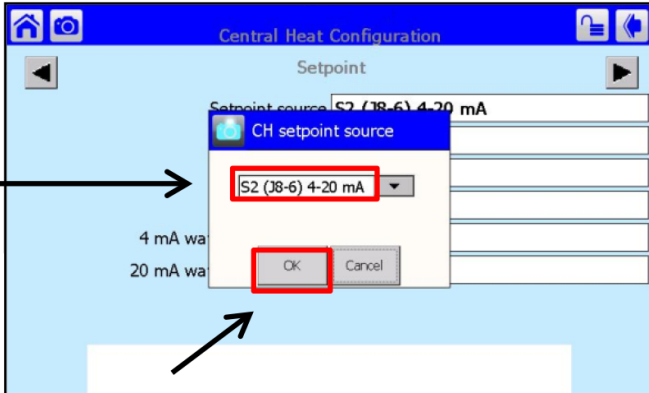 Central Heat Configuration
Setpoint
Setpoint source S2 (J8-6) 4-20 mA
CH setpoint source
S2 (J8-6) 4-20 mA
4 mA wa
20 mA wa
OK Cancel